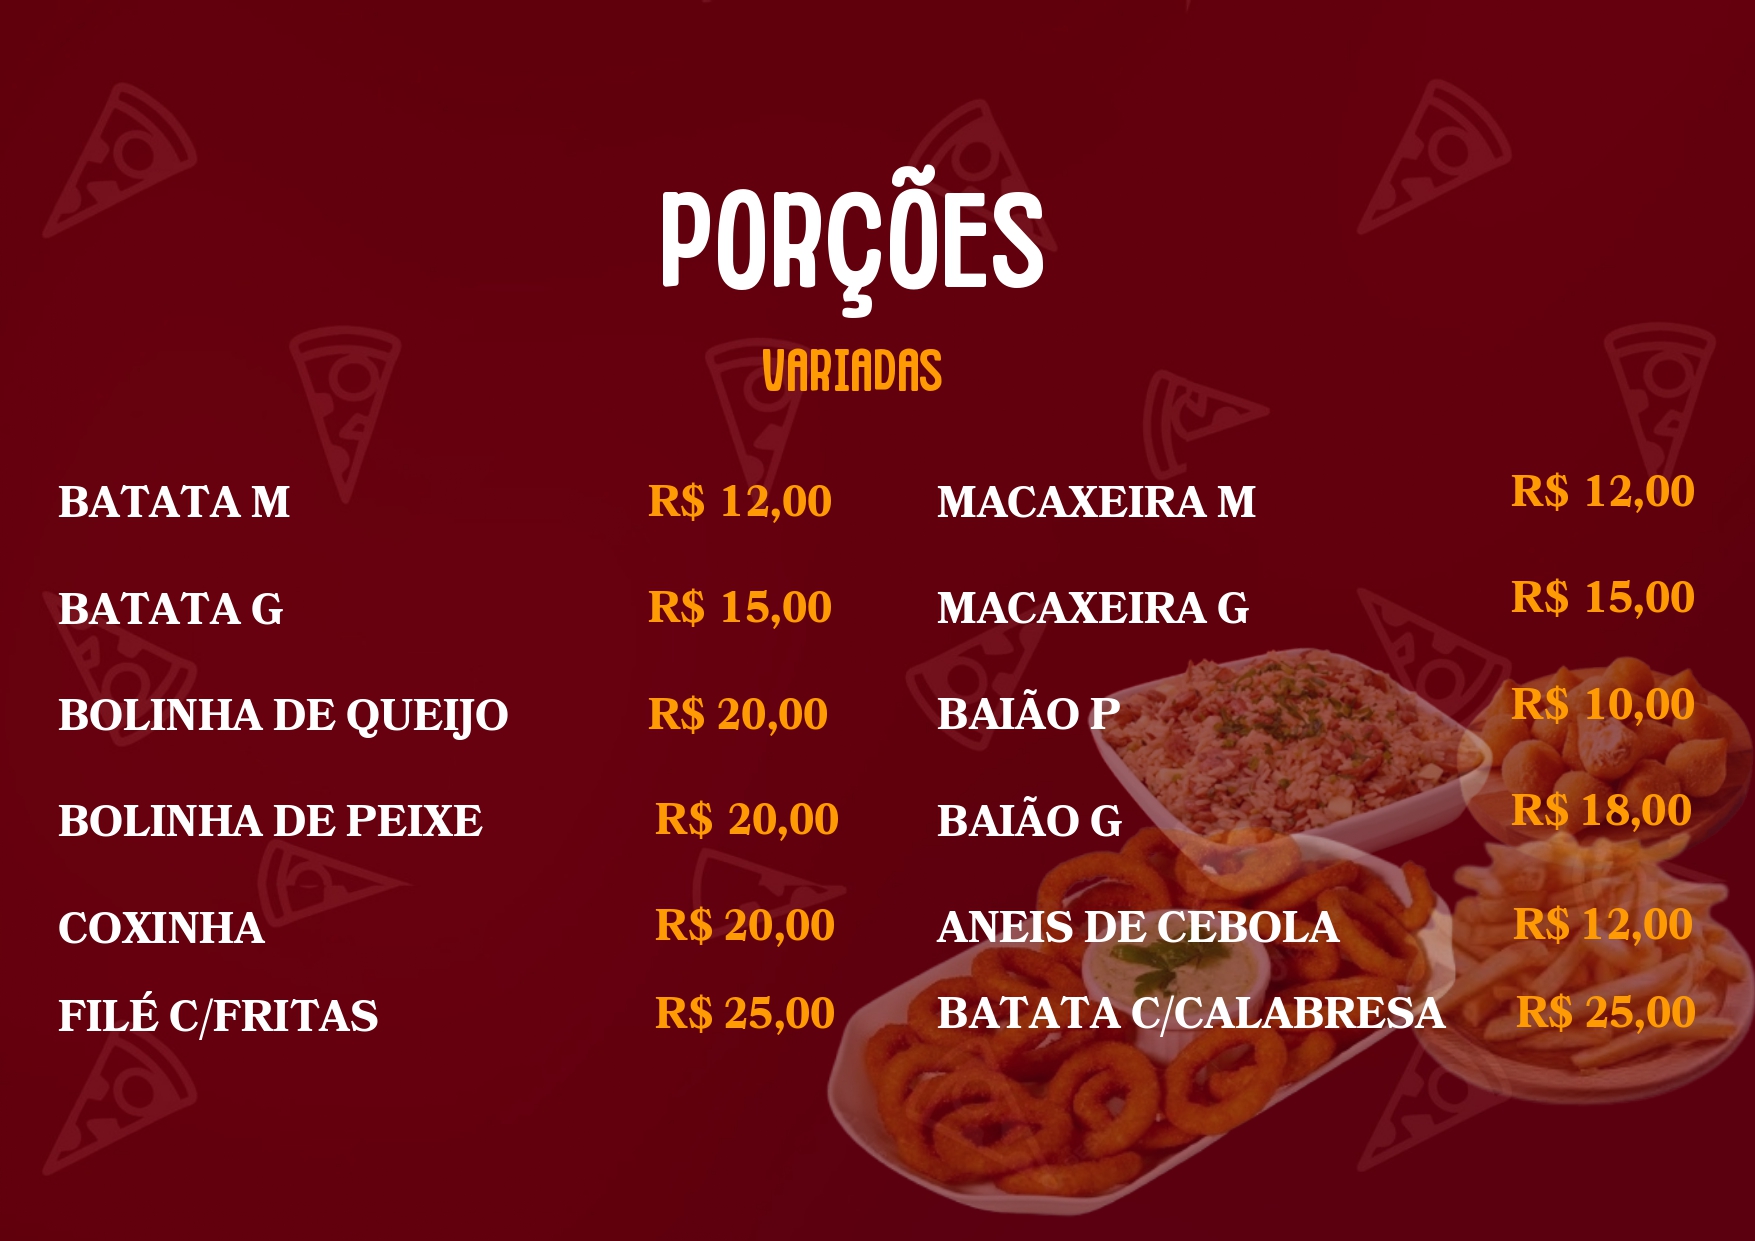 PORÇÕES
VARIADAS
BATATA M R$ 12,00
BATATA G R$ 15,00
BOLINHA DE QUEIJO R$ 20,00
BOLINHA DE PEIXE R$ 20,00
COXINHA R$ 20,00
FILÉ C/FRITAS R$ 25,00
MACAXEIRA M R$ 12,00
MACAXEIRA G R$ 15,00
BAIÃO P R$ 10,00
BAIÃO G R$ 18,00
ANEIS DE CEBOLA R$ 12,00
BATATA C/CALABRESA R$ 25,00